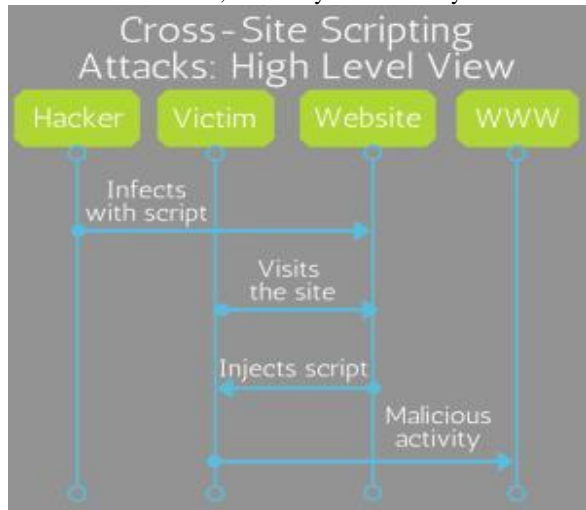 Cross-Site Scripting
Attacks: High Level View
Hacker
Victim
Website
WWW
Infects
with script
Visits
the site
Injects script
Malicious
activity